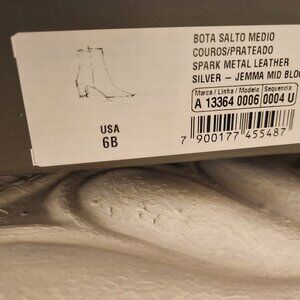 BOTA SALTO MEDIO
COUROS/PRATEADO
SPARK METAL LEATHER
SILVER – JEMMA MID BLO
Marca / Linha / Modelo Sequencia
A 13364 0006 0004 U
USA
6B
7 900177 455487